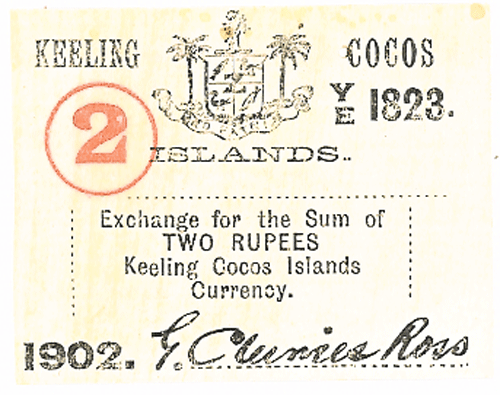 KEELING COCOS
YE 1823.
2
ISLANDS.
Exchange for the Sum of
TWO RUPEES
Keeling Cocos Islands
Currency.
1902. G. Clunies Ross